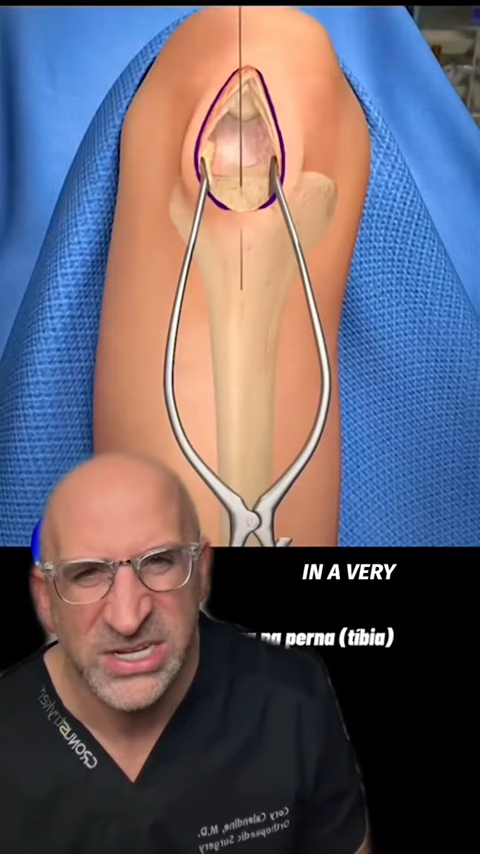 IN A VERY
na perna (tíbia)
Cory Calendine, M.D.
Orthopaedic Surgery